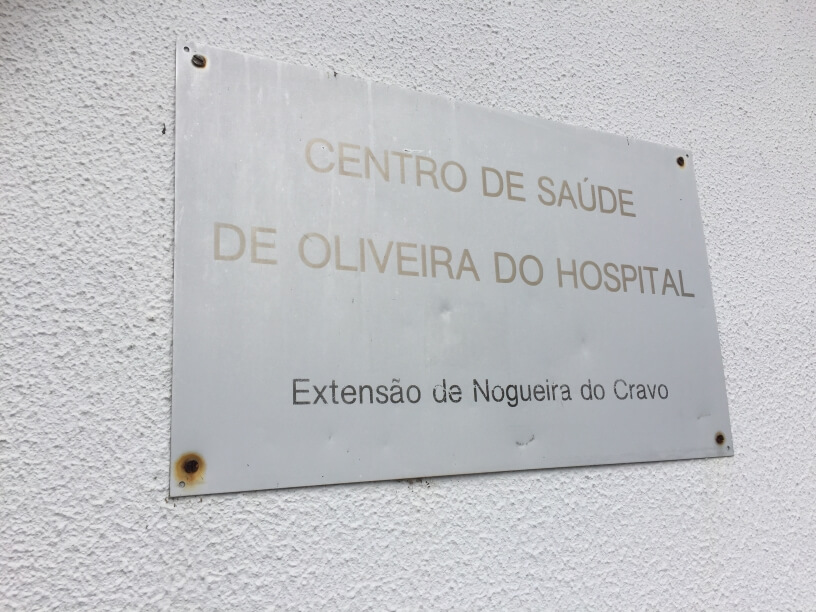 CENTRO DE SAÚDE
DE OLIVEIRA DO HOSPITAL
Extensão de Nogueira do Cravo